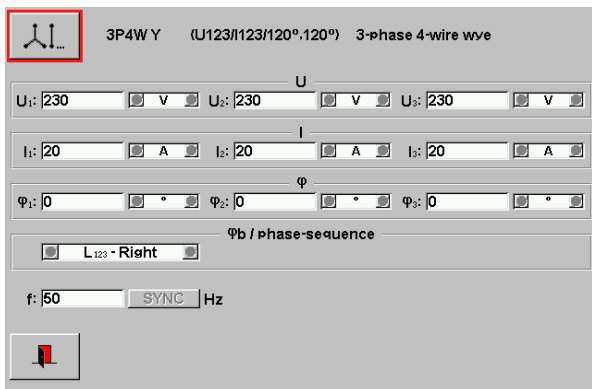 3P4W Y (U123/I123/120°,120°) 3-phase 4-wire wye
U
U₁: 230 V U₂: 230 V U₃: 230 V
I
I₁: 20 A I₂: 20 A I₃: 20 A
φ
φ₁: 0 ° φ₂: 0 ° φ₃: 0 °
φb / phase-sequence
L₁₂₃ - Right
f: 50 SYNC Hz